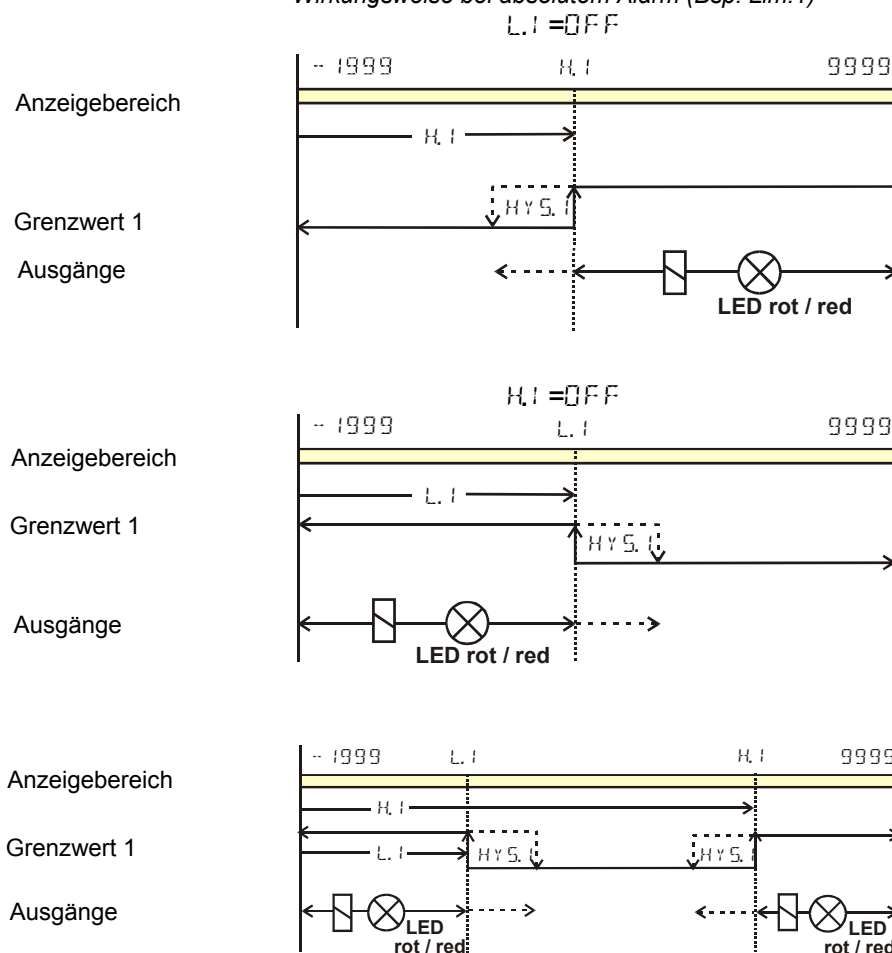 Wirkungsweise bei absolutem Alarm (Bsp. Lim.1)
L.1 =OFF
-1999 H.1 9999
Anzeigebereich
H.1
Grenzwert 1
HYS.1
Ausgänge
LED rot / red
H.1 =OFF
-1999 L.1 9999
Anzeigebereich
L.1
Grenzwert 1
HYS.1
Ausgänge
LED rot / red
-1999 L.1 H.1 9999
Anzeigebereich
H.1
Grenzwert 1
L.1 HYS.1 HYS.1
Ausgänge
LED LED
rot / red rot / red